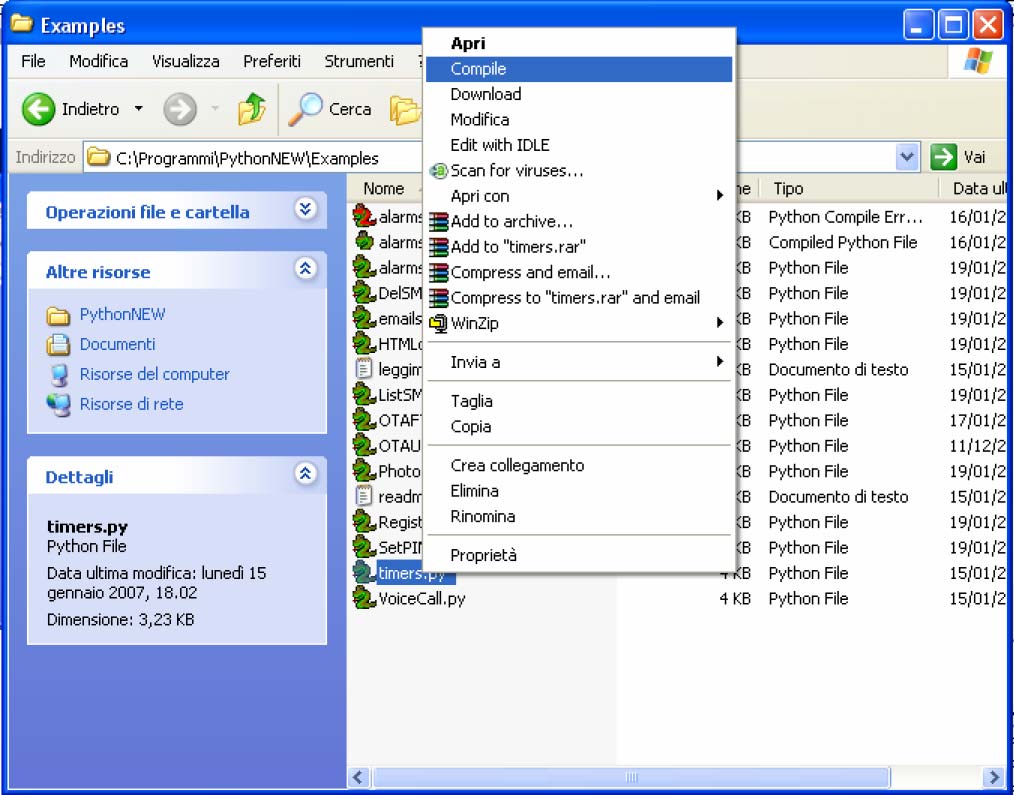 Examples
File Modifica Visualizza Preferiti Strumenti ?
Indietro Cerca
Indirizzo C:\Programmi\PythonNEW\Examples Vai
Operazioni file e cartella
Altre risorse
PythonNEW
Documenti
Risorse del computer
Risorse di rete
Dettagli
timers.py
Python File
Data ultima modifica: lunedì 15
gennaio 2007, 18.02
Dimensione: 3,23 KB
Apri
Compile
Download
Modifica
Edit with IDLE
Scan for viruses...
Apri con
Add to archive...
Add to "timers.rar"
Compress and email...
Compress to "timers.rar" and email
WinZip
Invia a
Taglia
Copia
Crea collegamento
Elimina
Rinomina
Proprietà
Nome ne Tipo Data ul
alarms KB Python Compile Err... 16/01/2
alarms KB Compiled Python File 16/01/2
alarms KB Python File 19/01/2
DelSM KB Python File 19/01/2
emails KB Python File 19/01/2
HTML KB Python File 19/01/2
leggim KB Documento di testo 15/01/2
ListSM KB Python File 19/01/2
OTAF KB Python File 17/01/2
OTAU KB Python File 11/12/2
Photo KB Python File 19/01/2
readm KB Documento di testo 15/01/2
Regist KB Python File 19/01/2
SetPIN KB Python File 19/01/2
timers.py 4 KB Python File 15/01/2
VoiceCall.py 4 KB Python File 15/01/2